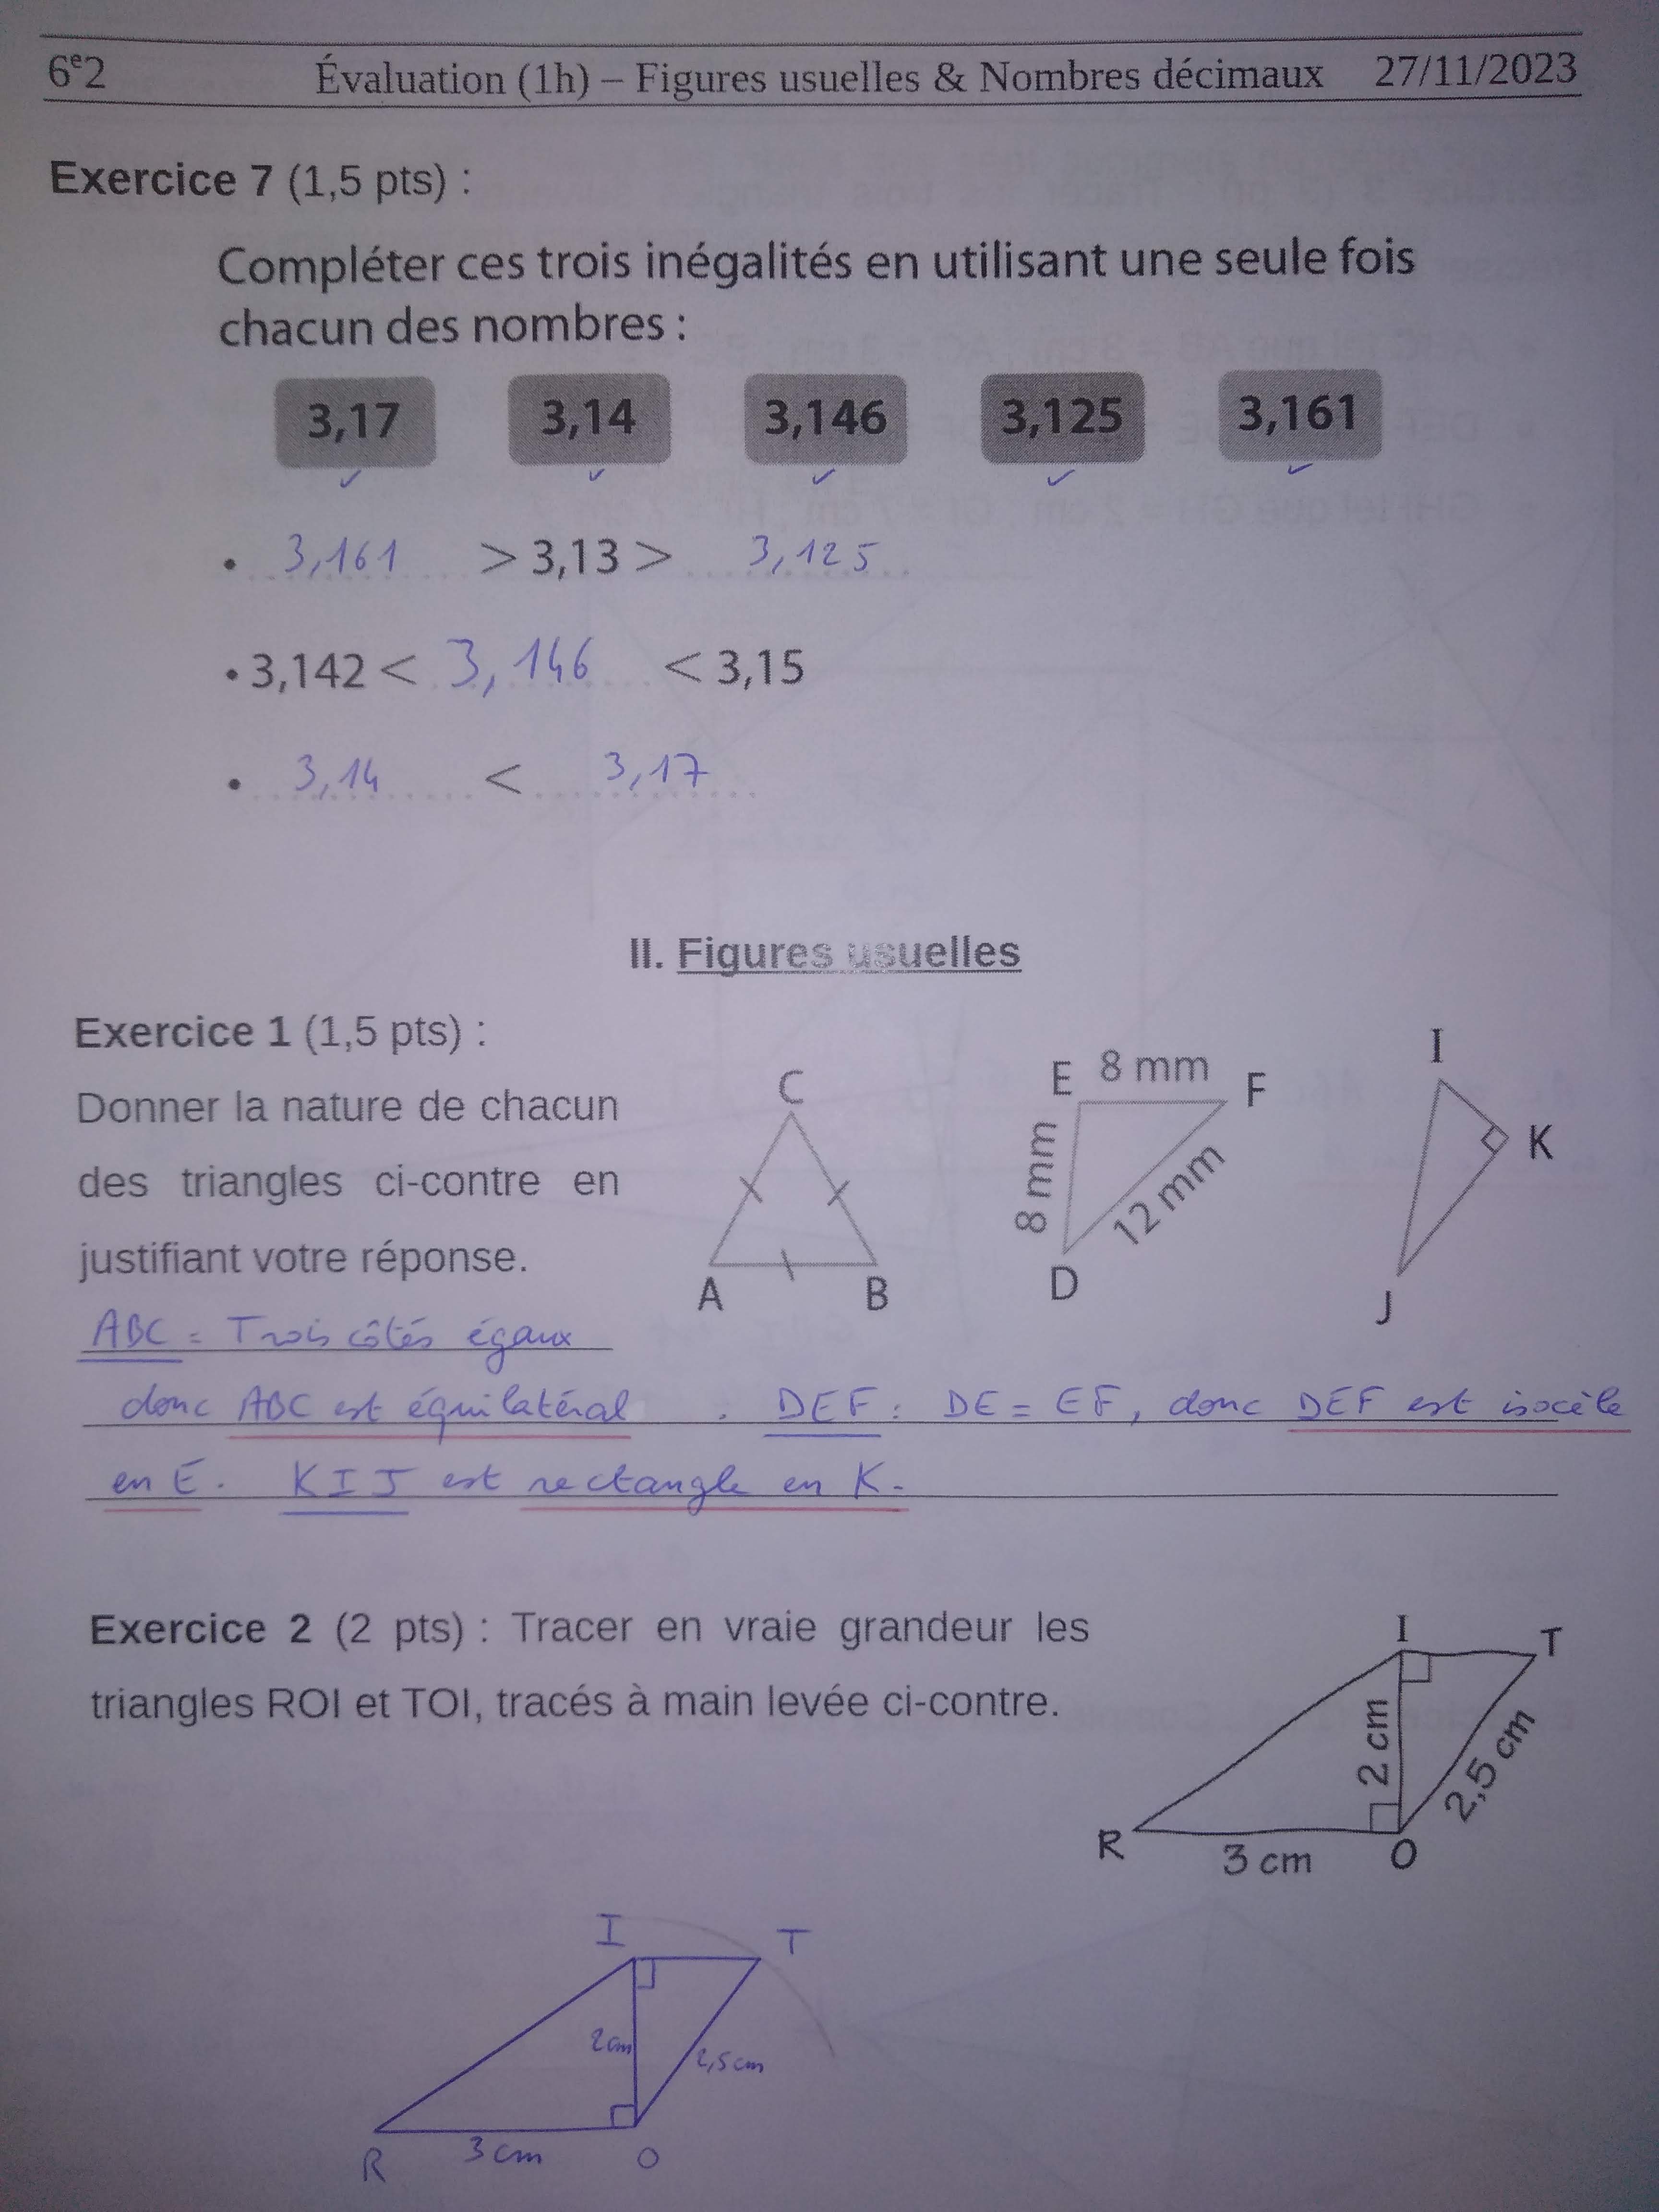 6e2 Évaluation (1h) – Figures usuelles & Nombres décimaux 27/11/2023
Exercice 7 (1,5 pts) :
Compléter ces trois inégalités en utilisant une seule fois
chacun des nombres :
3,17 3,14 3,146 3,125 3,161
• 3,161 > 3,13 > 3,125
• 3,142 < 3,146 < 3,15
• 3,14 < 3,17
II. Figures usuelles
Exercice 1 (1,5 pts) :
Donner la nature de chacun
des triangles ci-contre en
justifiant votre réponse.
C
A B
E 8 mm F
8 mm
12 mm
D
I
K
J
ABC = Trois côtés égaux
donc ABC est équilatéral . DEF : DE = EF, donc DEF est isocèle
en E. KIJ est rectangle en K.
Exercice 2 (2 pts) : Tracer en vraie grandeur les
triangles ROI et TOI, tracés à main levée ci-contre.
I T
2 cm
2,5 cm
R 3 cm O
I T
2cm
2,5 cm
R 3 cm O